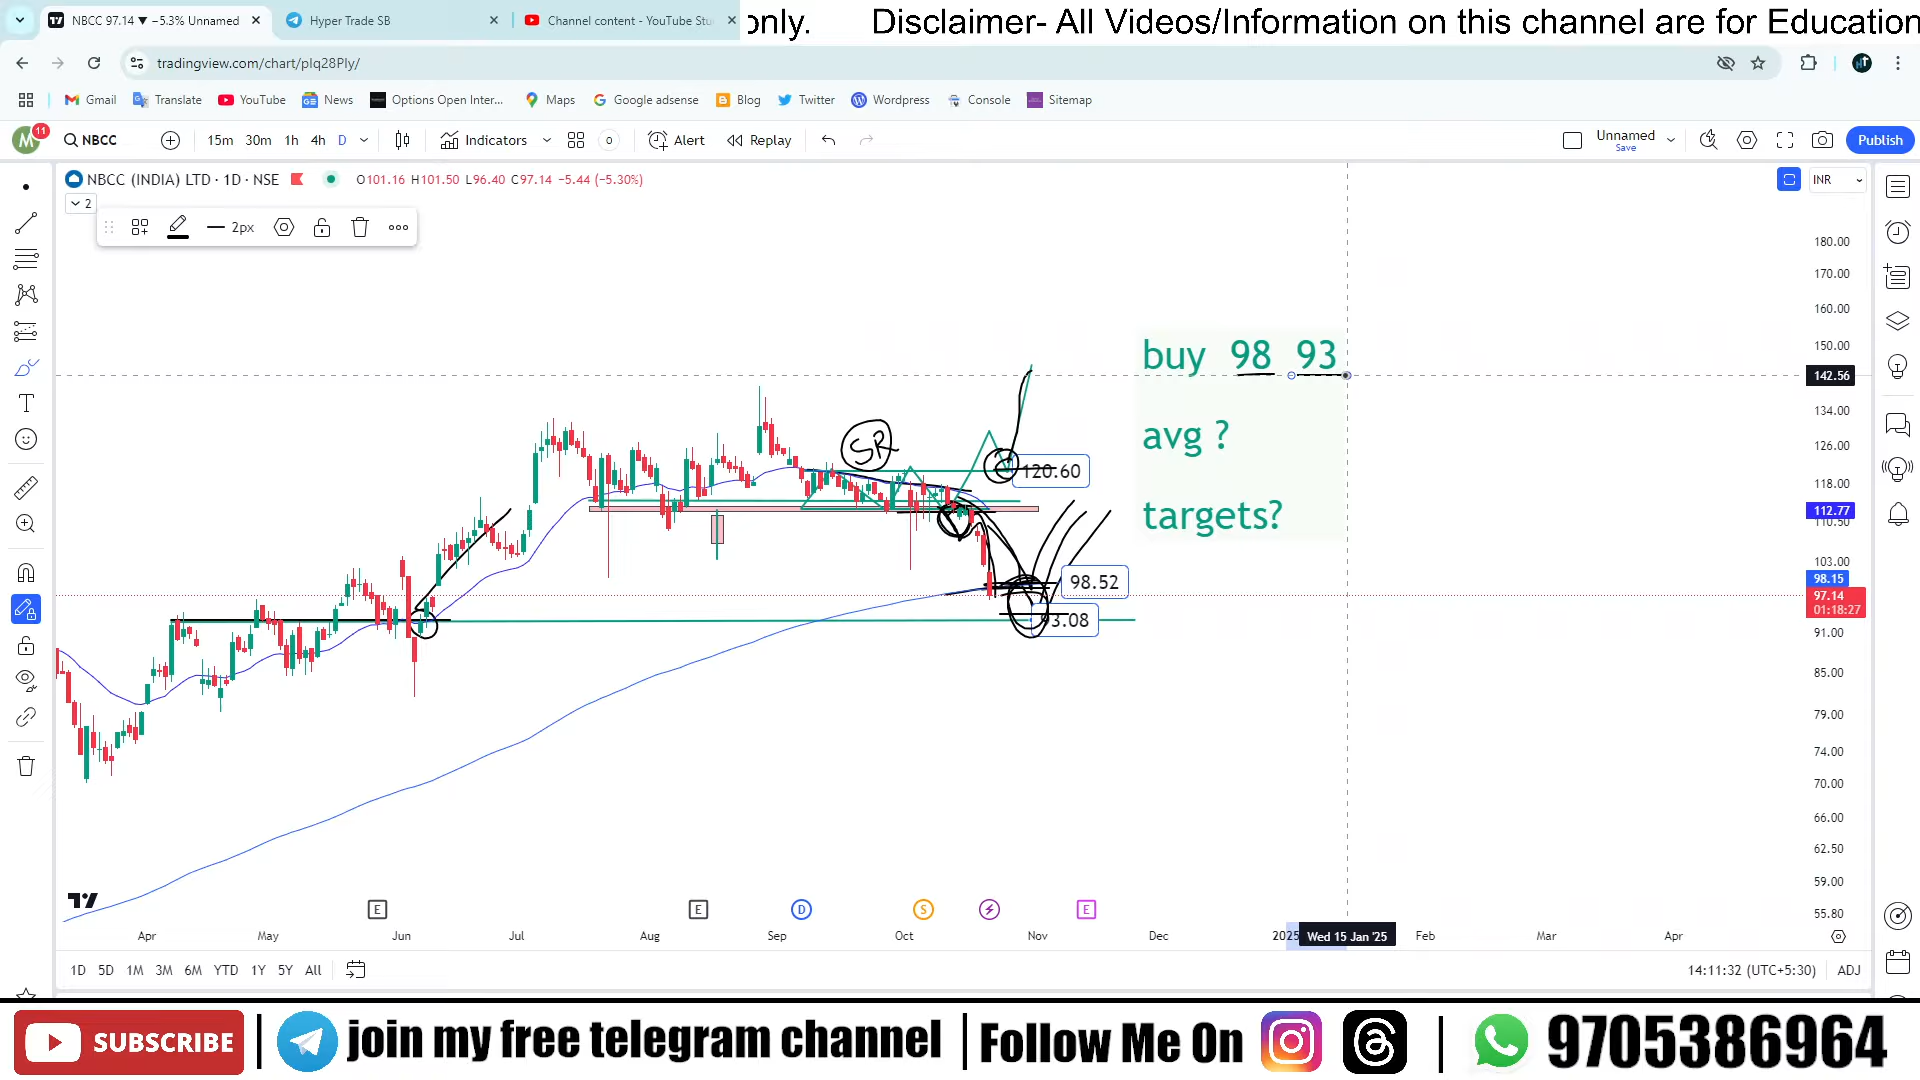 NBCC 97.14 ▼ −5.3% Unnamed
Hyper Trade SB
Channel content - YouTube Stu
only. Disclaimer- All Videos/Information on this channel are for Education
tradingview.com/chart/pIq28Ply/
Gmail Translate YouTube News Options Open Inter... Maps Google adsense Blog Twitter Wordpress Console Sitemap
M 11 NBCC 15m 30m 1h 4h D Indicators Alert Replay Unnamed Save Publish
NBCC (INDIA) LTD · 1D · NSE O101.16 H101.50 L96.40 C97.14 −5.44 (−5.30%)
INR
2
2px
180.00
170.00
160.00
150.00
142.56
134.00
126.00
118.00
112.77
110.50
103.00
98.15
97.14
01:18:27
91.00
85.00
79.00
74.00
70.00
66.00
62.50
59.00
55.80
buy 98 93
avg ?
targets?
SR
120.60
98.52
93.08
E E D S E
Apr May Jun Jul Aug Sep Oct Nov Dec 2025 Wed 15 Jan '25 Feb Mar Apr
1D 5D 1M 3M 6M YTD 1Y 5Y All
14:11:32 (UTC+5:30) ADJ
SUBSCRIBE | join my free telegram channel | Follow Me On | 9705386964